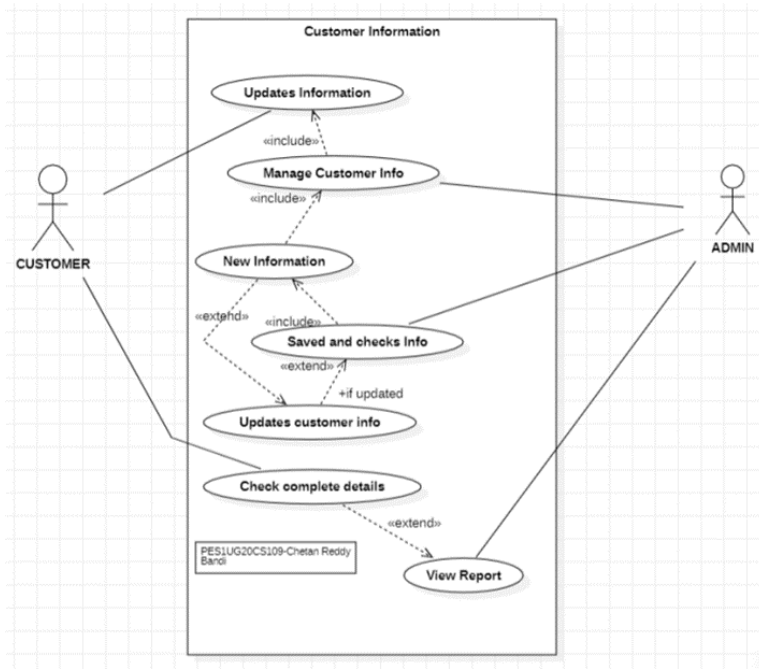 Customer Information
Updates Information
«include»
Manage Customer Info
«include»
CUSTOMER
ADMIN
New Information
«extend»
«include»
Saved and checks Info
«extend»
+if updated
Updates customer info
Check complete details
«extend»
PES1UG20CS109-Chetan Reddy
Bandi
View Report